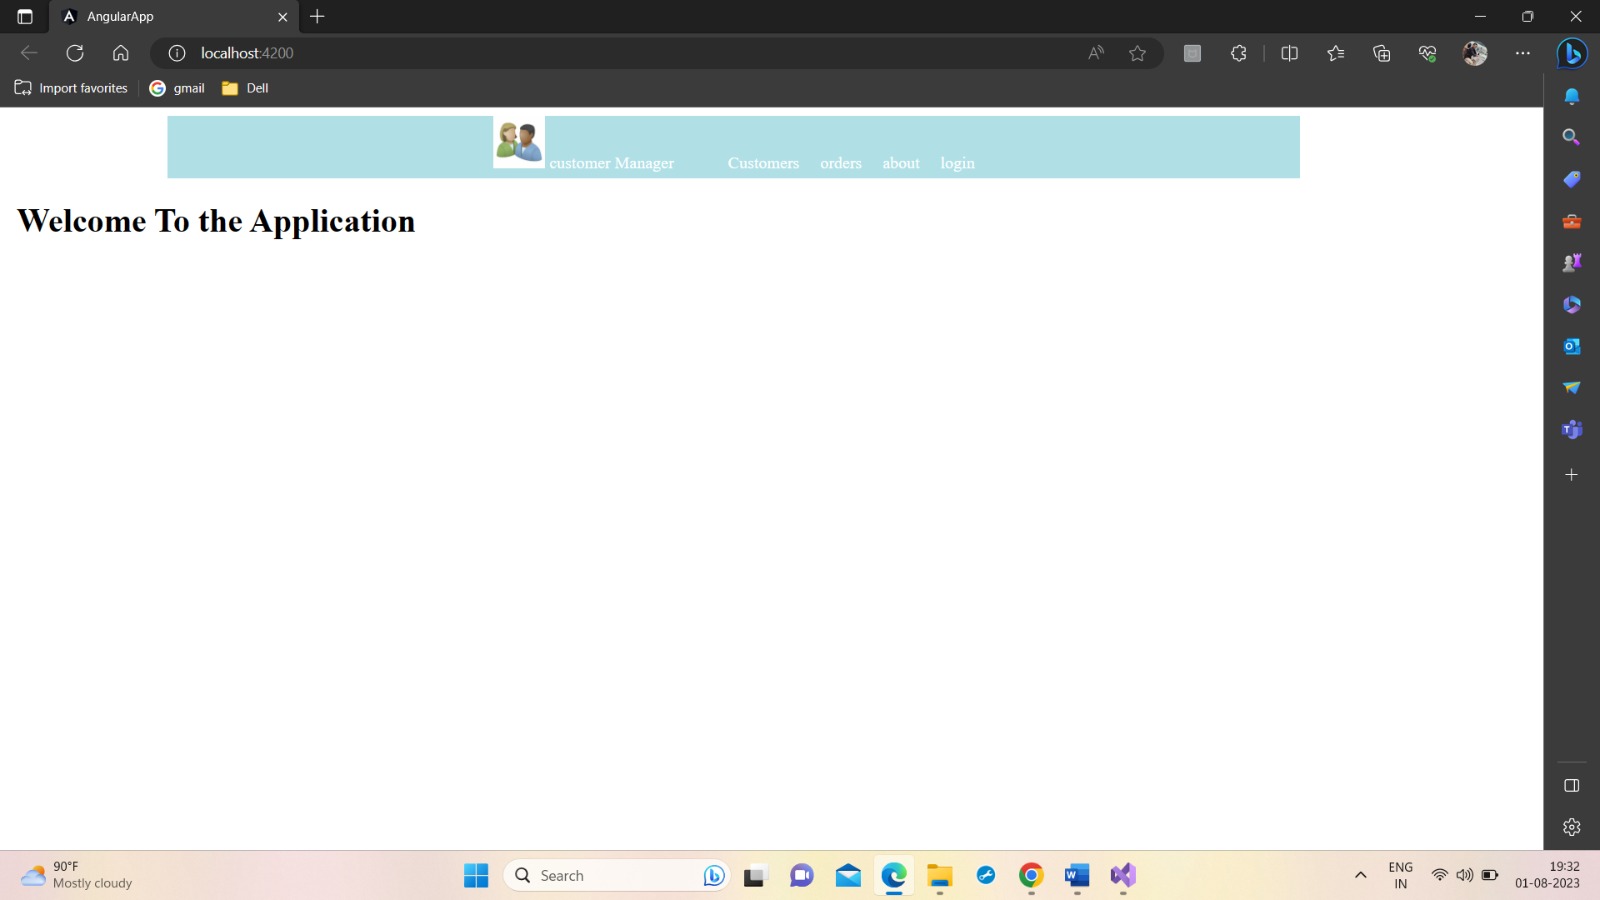 AngularApp
localhost:4200
Import favorites gmail Dell
customer Manager Customers orders about login
Welcome To the Application
90°F
Mostly cloudy
Search
ENG
IN
19:32
01-08-2023